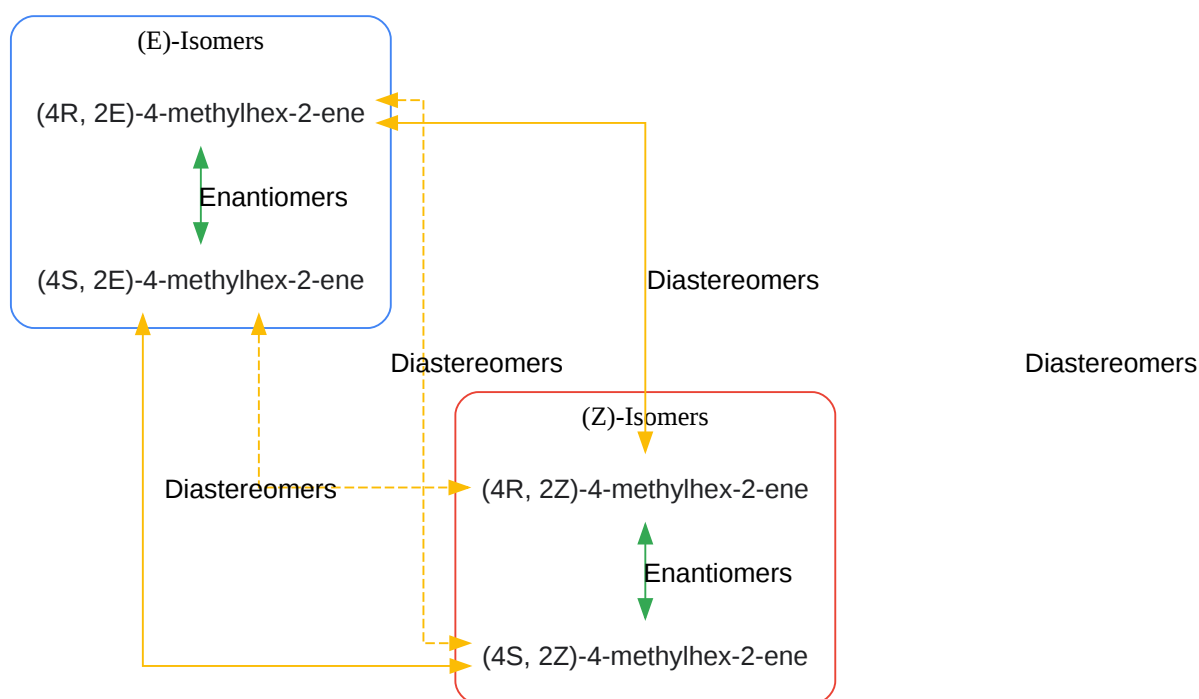 (E)-Isomers
(4R, 2E)-4-methylhex-2-ene
Enantiomers
(4S, 2E)-4-methylhex-2-ene
Diastereomers
Diastereomers
Diastereomers
(Z)-Isomers
Diastereomers
(4R, 2Z)-4-methylhex-2-ene
Enantiomers
(4S, 2Z)-4-methylhex-2-ene